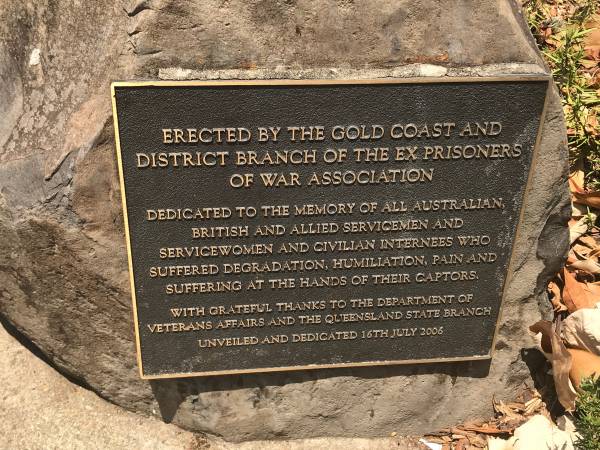 ERECTED BY THE GOLD COAST AND
DISTRICT BRANCH OF THE EX PRISONERS
OF WAR ASSOCIATION
DEDICATED TO THE MEMORY OF ALL AUSTRALIAN,
BRITISH AND ALLIED SERVICEMEN AND
SERVICEWOMEN AND CIVILIAN INTERNEES WHO
SUFFERED DEGRADATION, HUMILIATION, PAIN AND
SUFFERING AT THE HANDS OF THEIR CAPTORS.
WITH GRATEFUL THANKS TO THE DEPARTMENT OF
VETERANS AFFAIRS AND THE QUEENSLAND STATE BRANCH
UNVEILED AND DEDICATED 16TH JULY 2006